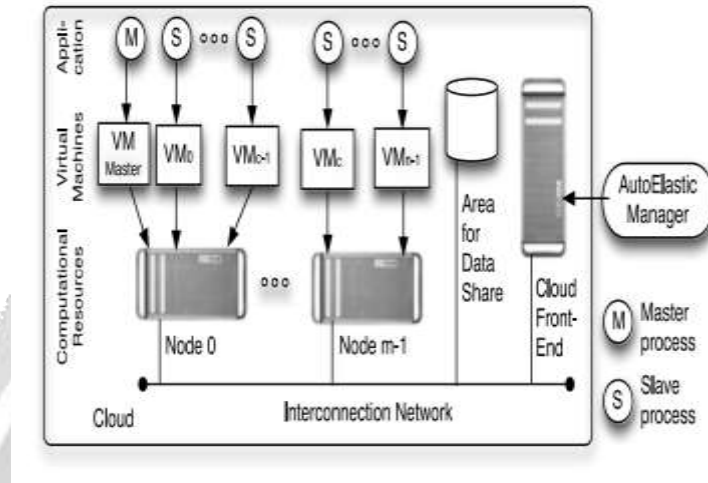 Appli-
cation
M
S
S
S
S
Virtual
Machines
VM
Master
VM0
VMc-1
VMc
VMn-1
Area
for
Data
Share
AutoElastic
Manager
Computational
Resources
Node 0
Node m-1
Cloud
Front-
End
M Master
process
S Slave
process
Cloud
Interconnection Network